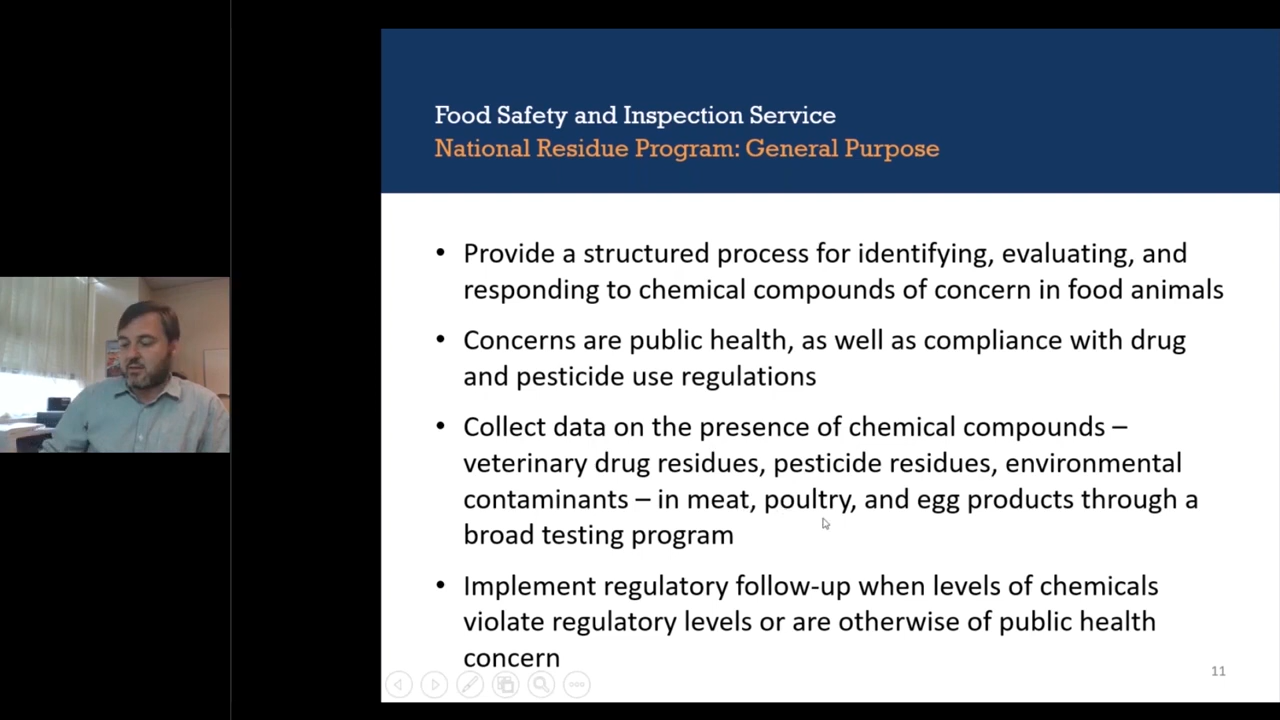 Food Safety and Inspection Service
National Residue Program: General Purpose
• Provide a structured process for identifying, evaluating, and
responding to chemical compounds of concern in food animals
• Concerns are public health, as well as compliance with drug
and pesticide use regulations
• Collect data on the presence of chemical compounds –
veterinary drug residues, pesticide residues, environmental
contaminants – in meat, poultry, and egg products through a
broad testing program
• Implement regulatory follow-up when levels of chemicals
violate regulatory levels or are otherwise of public health
concern
11